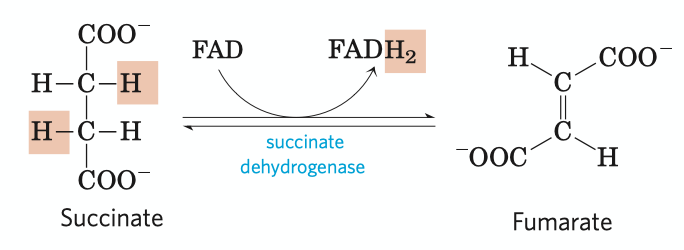 COO⁻
H–C–H
H–C–H
COO⁻
Succinate
FAD
FADH₂
succinate
dehydrogenase
H
COO⁻
C
C
⁻OOC
H
Fumarate